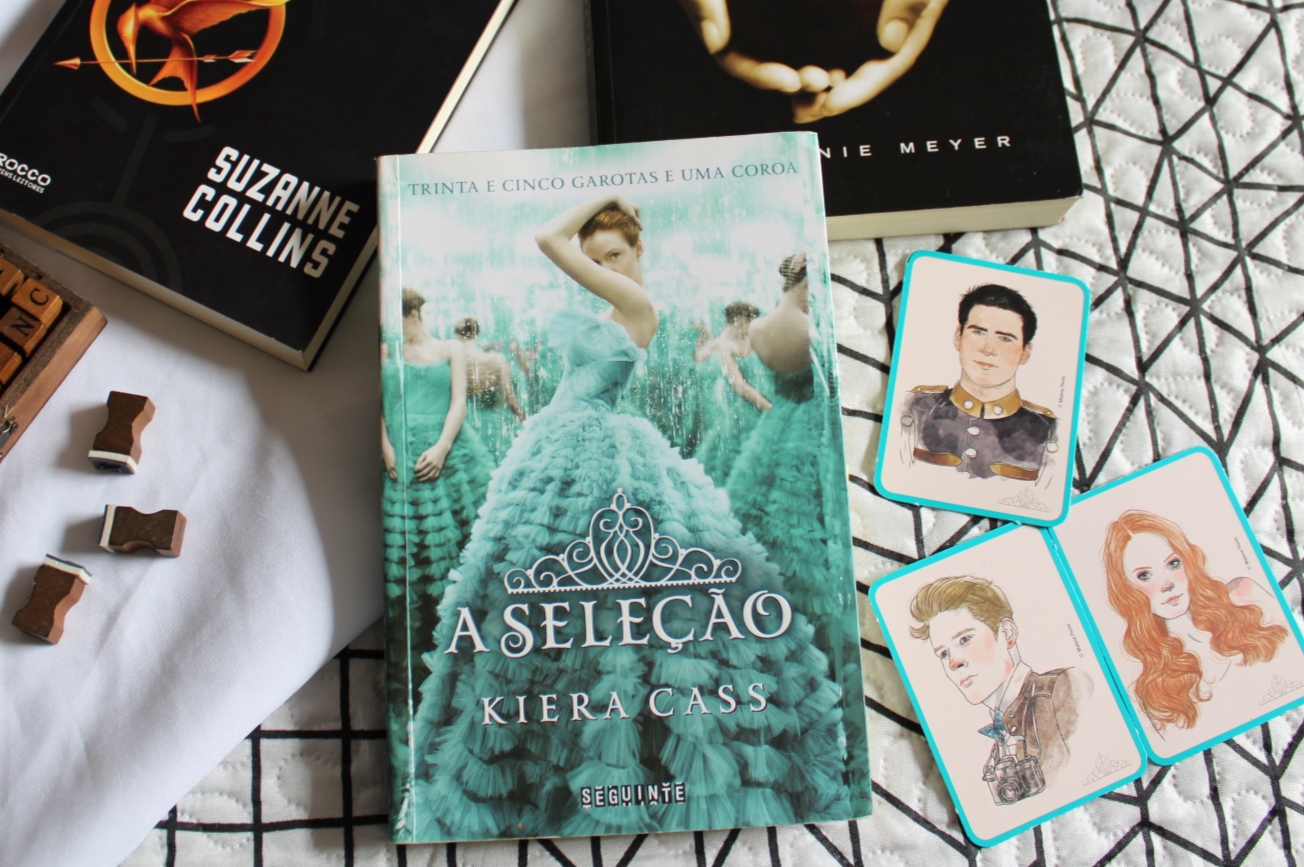 ROCCO
SUZANNE
COLLINS
NIE MEYER
TRINTA E CINCO GAROTAS E UMA COROA
A SELEÇÃO
KIERA CASS
SEGUINTE
N
N C